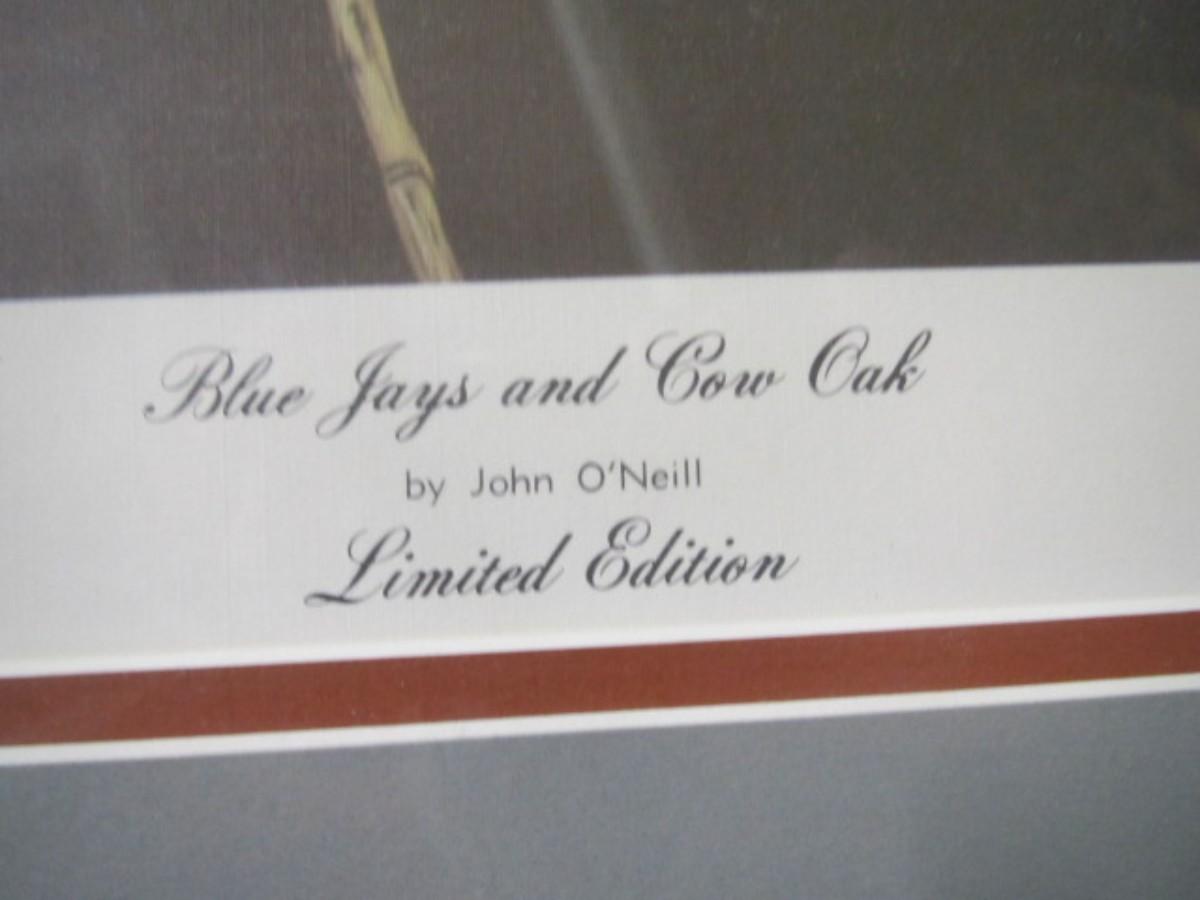 Blue Jays and Cow Oak
by John O'Neill
Limited Edition